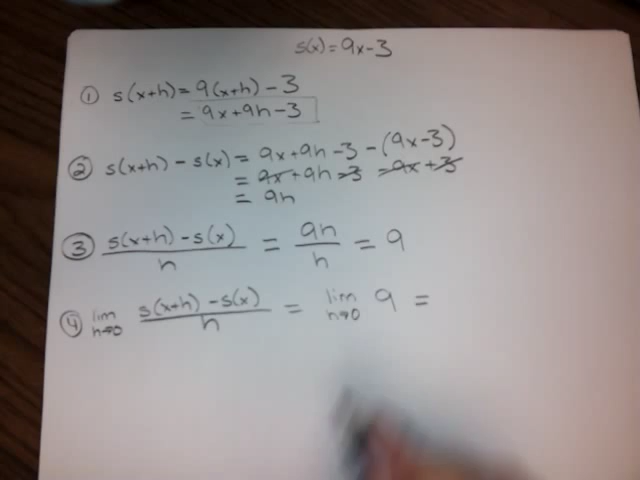 s(x) = 9x-3
① s(x+h) = 9(x+h) - 3
= 9x+9h-3
② s(x+h) - s(x) = 9x+9h-3-(9x-3)
= 9x+9h-3 -9x+3
= 9h
③ s(x+h) - s(x) / h = 9h / h = 9
④ lim h→0 s(x+h) - s(x) / h = lim h→0 9 =